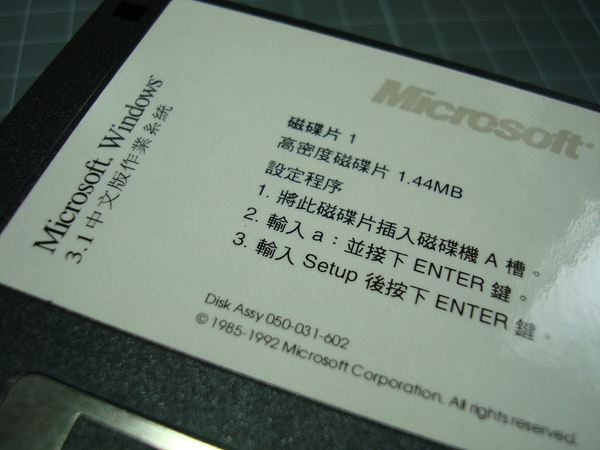 Microsoft
Microsoft. Windows™
3.1中文版作業系統
磁碟片 1
高密度磁碟片 1.44MB
設定程序
1. 將此磁碟片插入磁碟機 A 槽。
2. 輸入 a：並接下 ENTER 鍵。
3. 輸入 Setup 後按下 ENTER 鍵。
Disk Assy 050-031-602
© 1985-1992 Microsoft Corporation. All rights reserved.